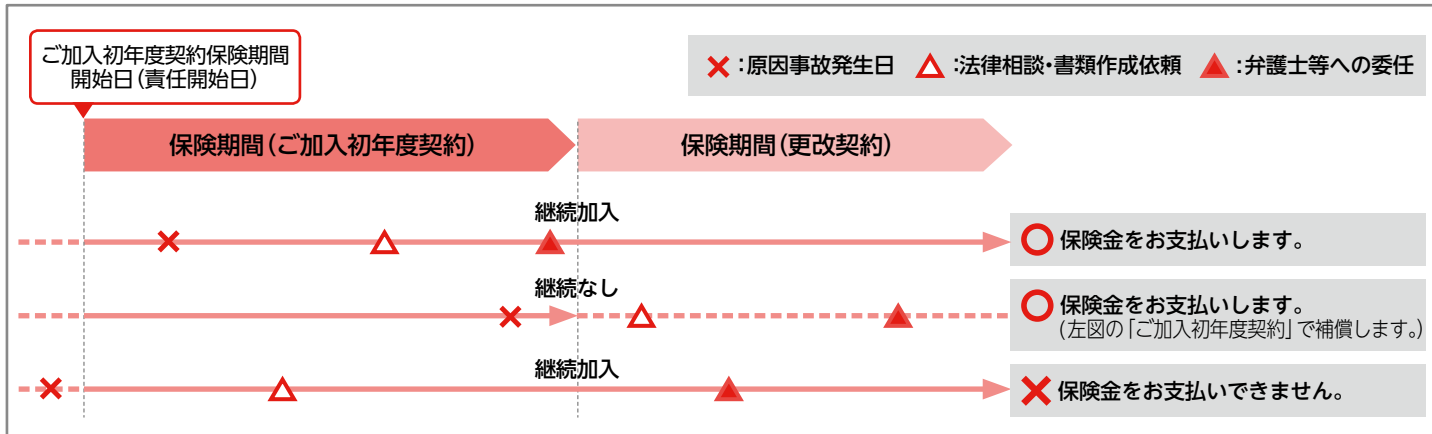 ご加入初年度契約保険期間
開始日(責任開始日)
×:原因事故発生日 △:法律相談・書類作成依頼 ▲:弁護士等への委任
保険期間(ご加入初年度契約)
保険期間(更改契約)
継続加入
保険金をお支払いします。
継続なし
保険金をお支払いします。
(左図の「ご加入初年度契約」で補償します。)
継続加入
保険金をお支払いできません。